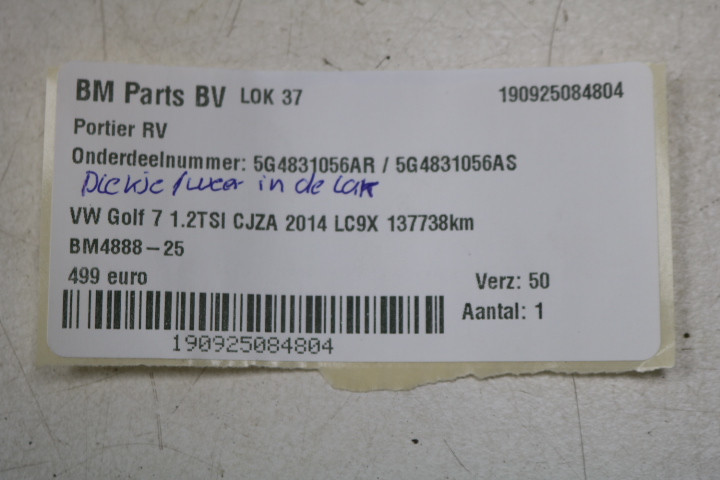 BM Parts BV LOK 37 190925084804
Portier RV
Onderdeelnummer: 5G4831056AR / 5G4831056AS
in de lak
VW Golf 7 1.2TSI CJZA 2014 LC9X 137738km
BM4888-25
499 euro Verz: 50
Aantal: 1
190925084804